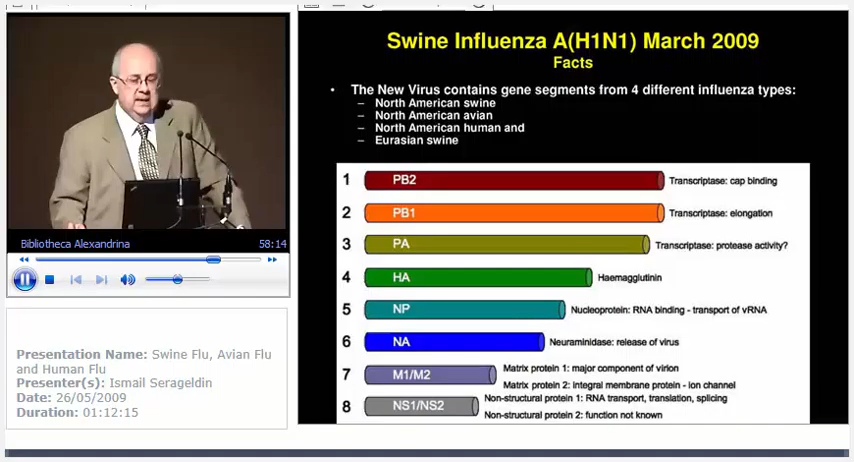 Swine Influenza A(H1N1) March 2009
Facts
• The New Virus contains gene segments from 4 different influenza types:
– North American swine
– North American avian
– North American human and
– Eurasian swine
1 PB2 Transcriptase: cap binding
2 PB1 Transcriptase: elongation
3 PA Transcriptase: protease activity?
4 HA Haemagglutinin
5 NP Nucleoprotein: RNA binding - transport of vRNA
6 NA Neuraminidase: release of virus
7 M1/M2 Matrix protein 1: major component of virion
Matrix protein 2: integral membrane protein - ion channel
8 NS1/NS2 Non-structural protein 1: RNA transport, translation, splicing
Non-structural protein 2: function not known
Bibliotheca Alexandrina 58:14
Presentation Name: Swine Flu, Avian Flu
and Human Flu
Presenter(s): Ismail Serageldin
Date: 26/05/2009
Duration: 01:12:15